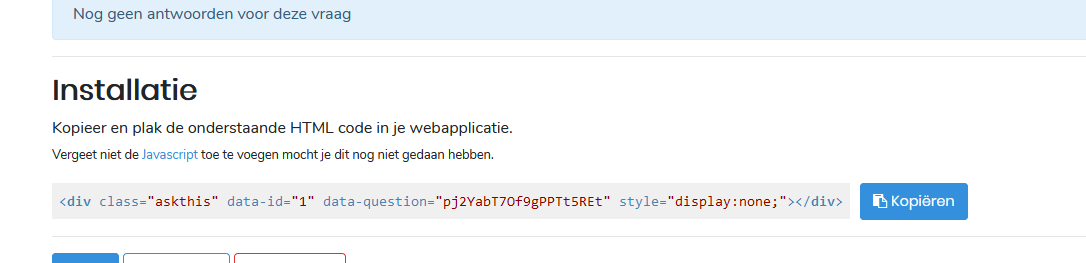 Nog geen antwoorden voor deze vraag
Installatie
Kopieer en plak de onderstaande HTML code in je webapplicatie.
Vergeet niet de Javascript toe te voegen mocht je dit nog niet gedaan hebben.
<div class="askthis" data-id="1" data-question="pj2YabT7Of9gPPTt5REt" style="display:none;"></div>
Kopiëren